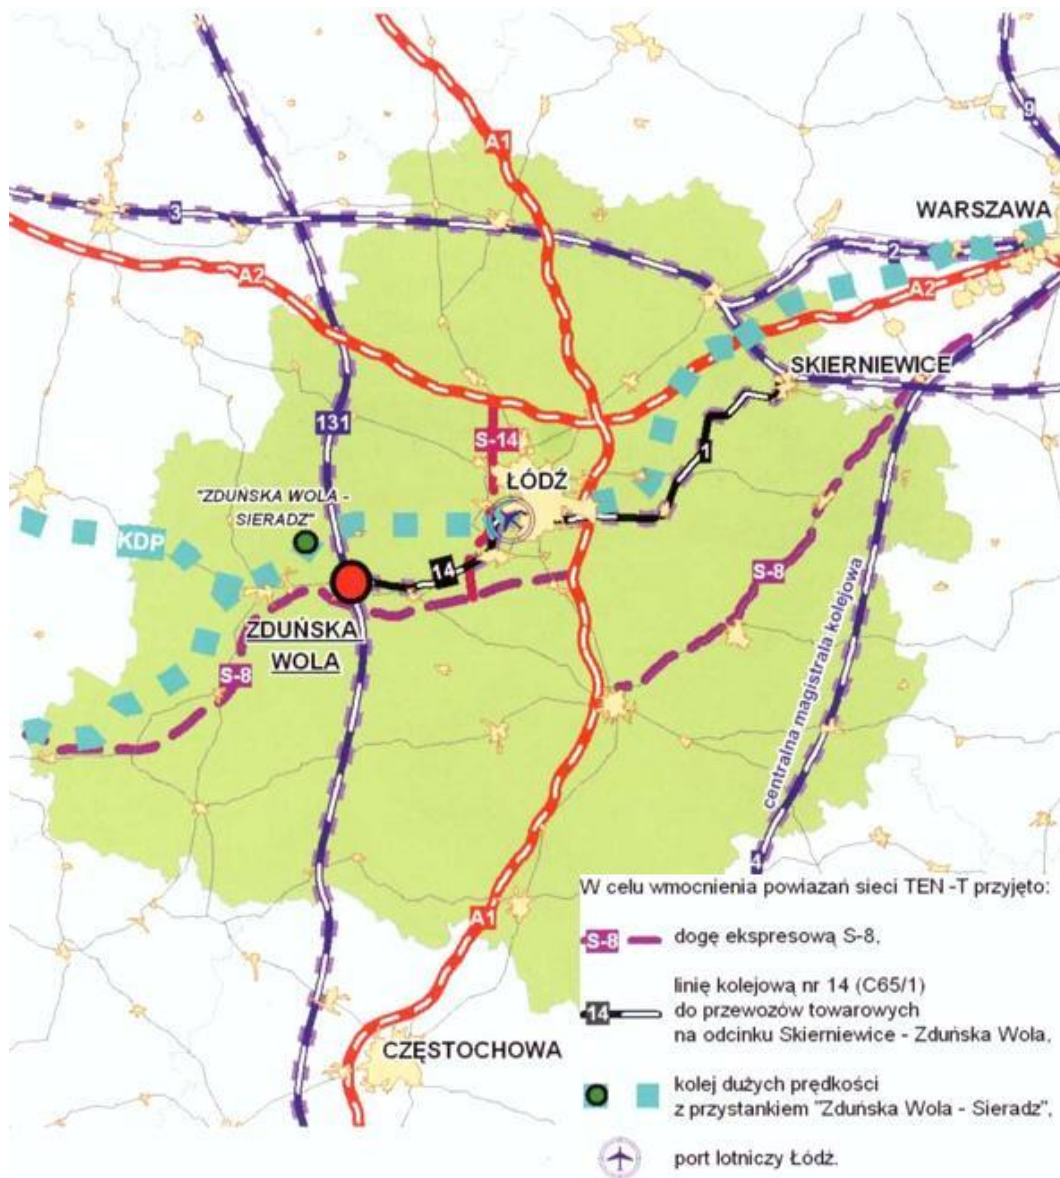 A1
9
WARSZAWA
3
2
A2
A2
SKIERNIEWICE
131
S-14
1
ŁÓDŹ
"ZDUŃSKA WOLA -
SIERADZ"
KDP
14
S-8
ZDUŃSKA
WOLA
S-8
centralna magistrala kolejowa
4
A1
CZĘSTOCHOWA
W celu wmocnienia powiazań sieci TEN -T przyjęto:
S-8 dogę ekspresową S-8,
linię kolejową nr 14 (C65/1)
14 do przewozów towarowych
na odcinku Skierniewice - Zduńska Wola,
kolej dużych prędkości
z przystankiem "Zduńska Wola - Sieradz",
port lotniczy Łódź.